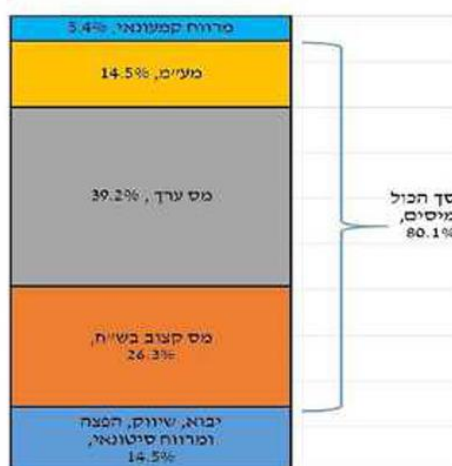 מרווח קמעונאי, 5.4%
מע״מ, 14.5%
מס ערך , 39.2%
סך הכול
מיסים,
80.1%
מס קצוב בש״ח,
26.3%
יבוא, שיווק, הפצה
ומרווח סיטונאי,
14.5%